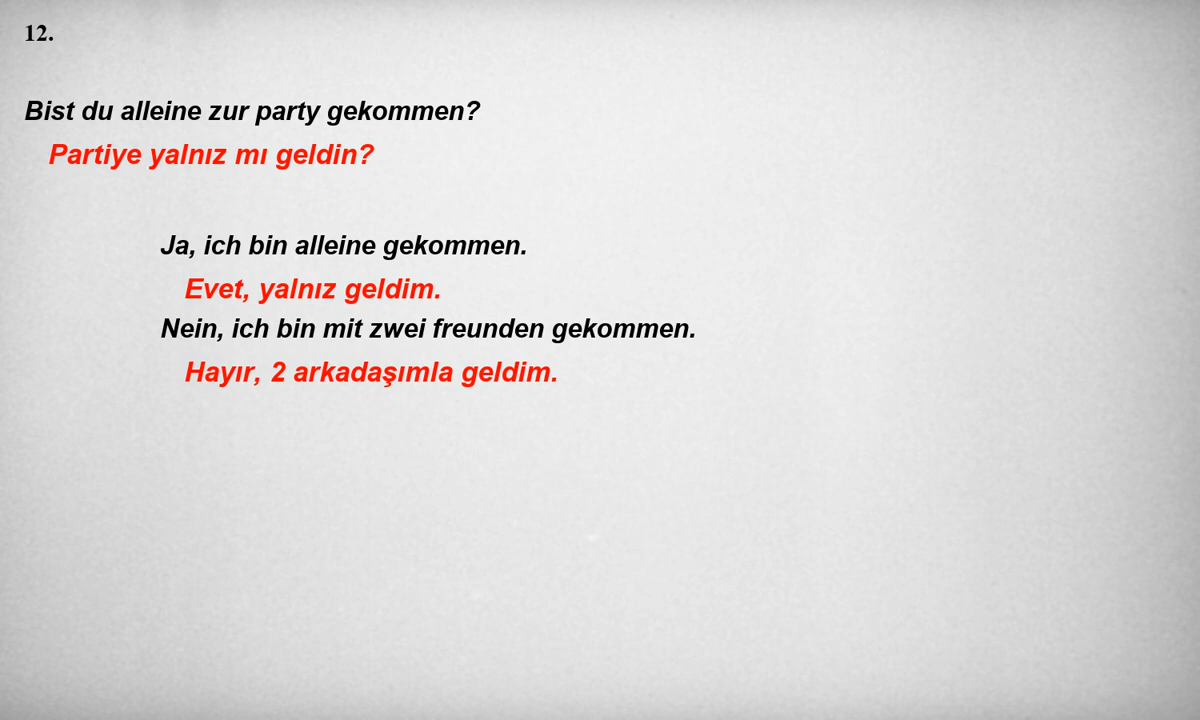 12.
Bist du alleine zur party gekommen?
Partiye yalnız mı geldin?
Ja, ich bin alleine gekommen.
Evet, yalnız geldim.
Nein, ich bin mit zwei freunden gekommen.
Hayır, 2 arkadaşımla geldim.